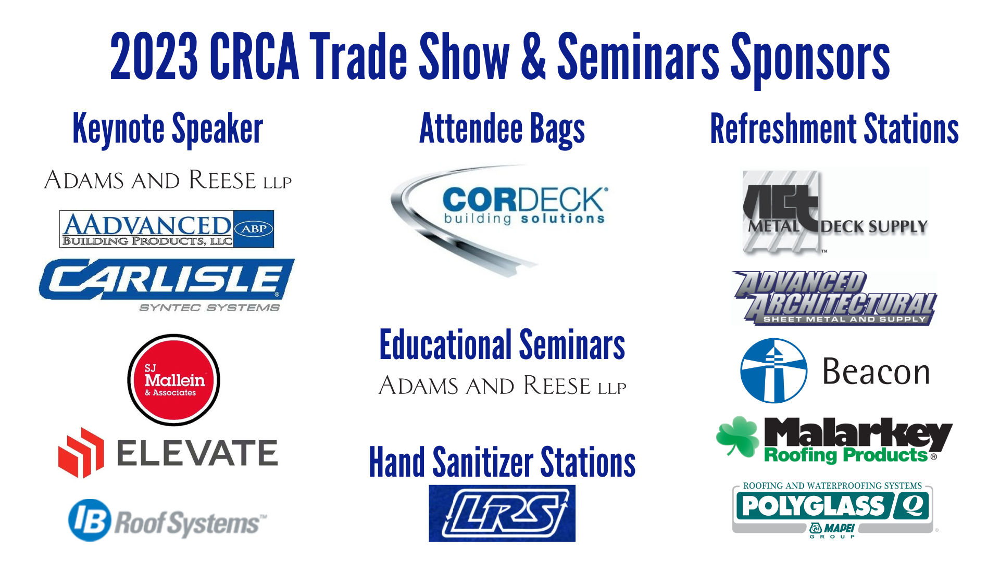 2023 CRCA Trade Show & Seminars Sponsors
Keynote Speaker
ADAMS AND REESE LLP
AADVANCED ABP
BUILDING PRODUCTS, LLC
CARLISLE®
SYNTEC SYSTEMS
SJ
Mallein
& Associates
ELEVATE
IB Roof Systems™
Attendee Bags
CORDECK®
building solutions
Educational Seminars
ADAMS AND REESE LLP
Hand Sanitizer Stations
LRS
Refreshment Stations
METAL DECK SUPPLY
™
ADVANCED
ARCHITECTURAL
SHEET METAL AND SUPPLY
Beacon
Malarkey
Roofing Products®
ROOFING AND WATERPROOFING SYSTEMS
POLYGLASS Q
MAPEI
GROUP
®